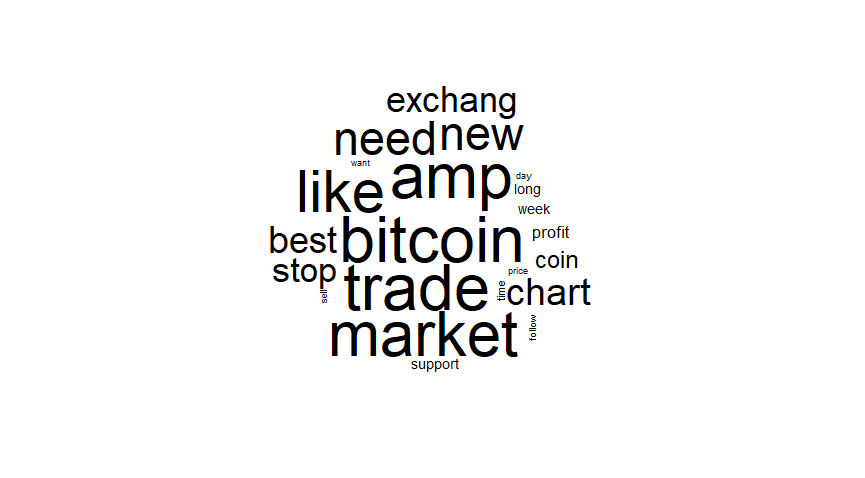 exchang
need new
want
like amp day
long
week
best bitcoin profit
stop trade price coin
sell time chart
market follow
support